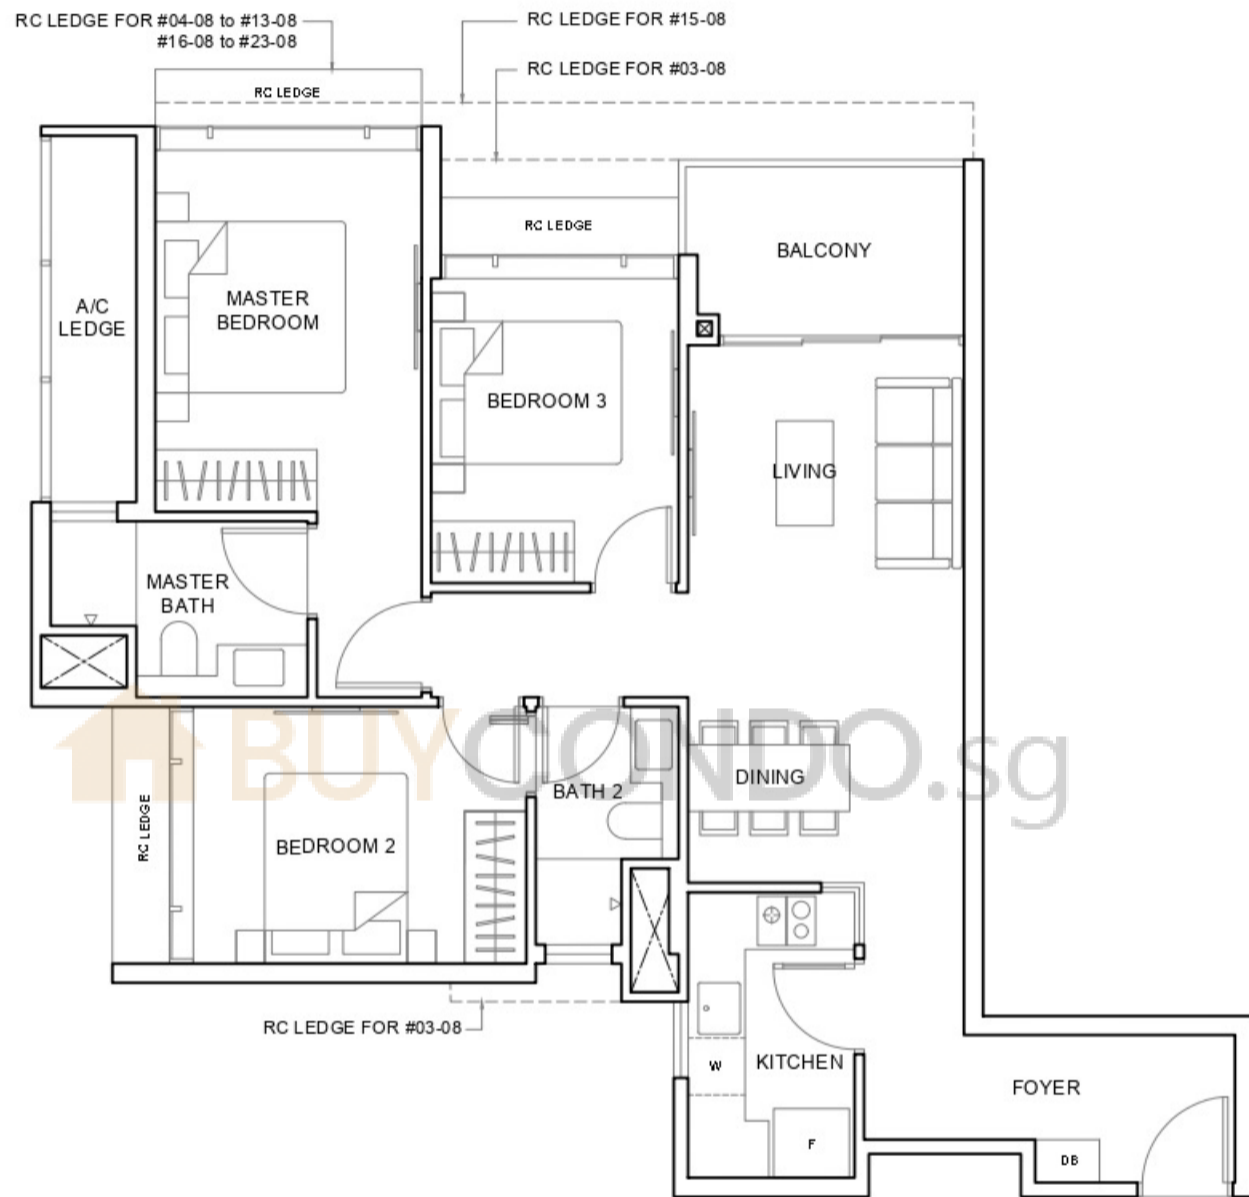 RC LEDGE FOR #04-08 to #13-08
#16-08 to #23-08
RC LEDGE FOR #15-08
RC LEDGE FOR #03-08
RC LEDGE
RC LEDGE
BALCONY
A/C
LEDGE
MASTER
BEDROOM
BEDROOM 3
LIVING
MASTER
BATH
BUYCONDO.sg
DINING
BATH 2
RC LEDGE
BEDROOM 2
RC LEDGE FOR #03-08
W
KITCHEN
FOYER
F
DB